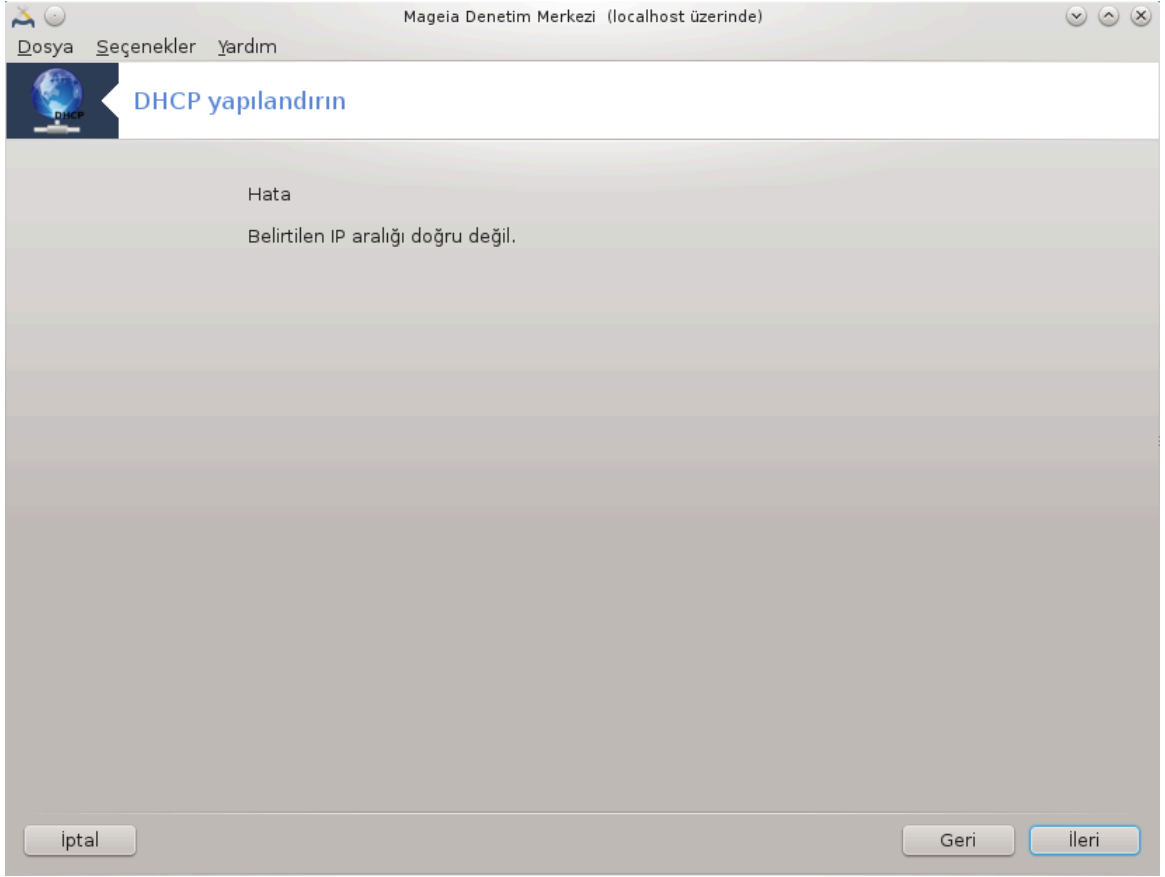 Mageia Denetim Merkezi (localhost üzerinde)
Dosya Seçenekler Yardım
DHCP
DHCP yapılandırın
Hata
Belirtilen IP aralığı doğru değil.
İptal Geri İleri